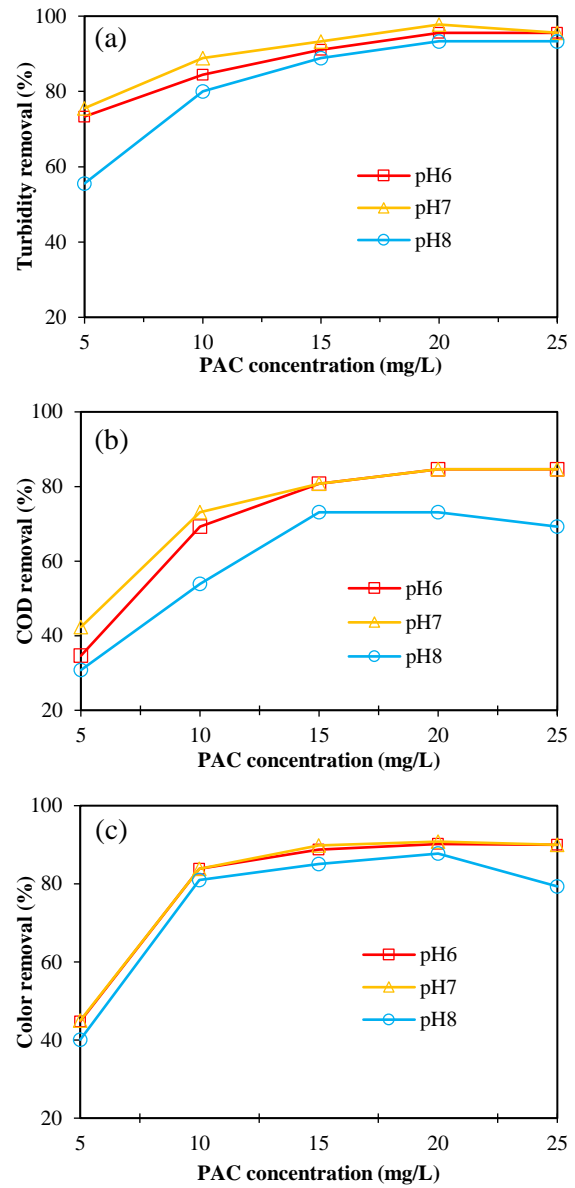 (a)
Turbidity removal (%)
100
80
60
40
20
pH6
pH7
pH8
5 10 15 20 25
PAC concentration (mg/L)
(b)
COD removal (%)
100
80
60
40
20
pH6
pH7
pH8
5 10 15 20 25
PAC concentration (mg/L)
(c)
Color removal (%)
100
80
60
40
20
pH6
pH7
pH8
5 10 15 20 25
PAC concentration (mg/L)